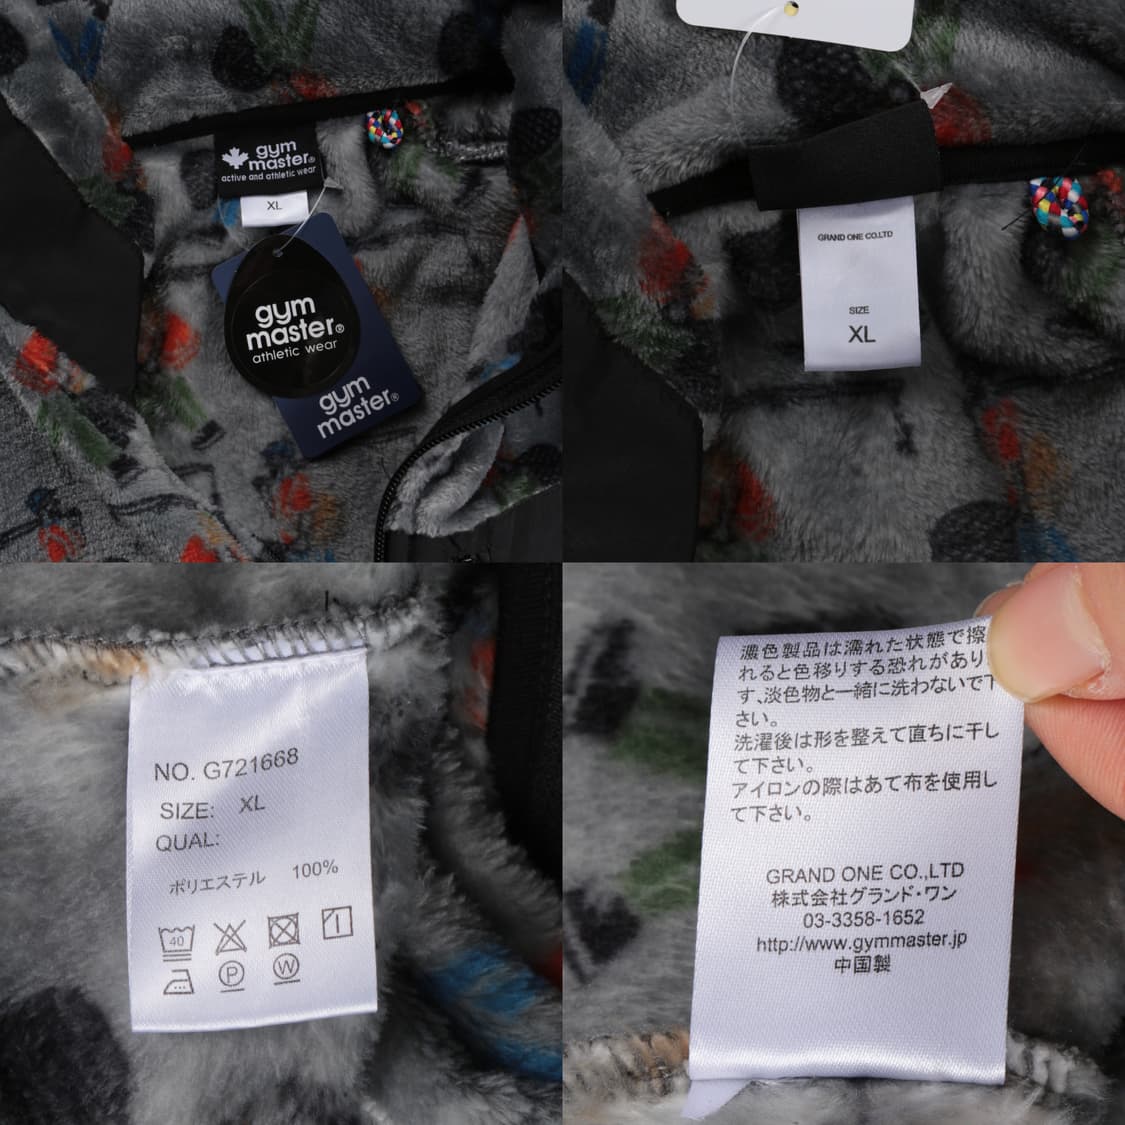 gym
master®
active and athletic wear
XL
gym
master®
athletic wear
gym
master®
GRAND ONE CO.LTD
SIZE
XL
NO. G721668
SIZE: XL
QUAL:
ポリエステル 100%
40
P W
濃色製品は濡れた状態で擦
れると色移りする恐れがあり
す、淡色物と一緒に洗わないで下
さい。
洗濯後は形を整えて直ちに干し
て下さい。
アイロンの際はあて布を使用し
て下さい。
GRAND ONE CO.,LTD
株式会社グランド・ワン
03-3358-1652
http://www.gymmaster.jp
中国製